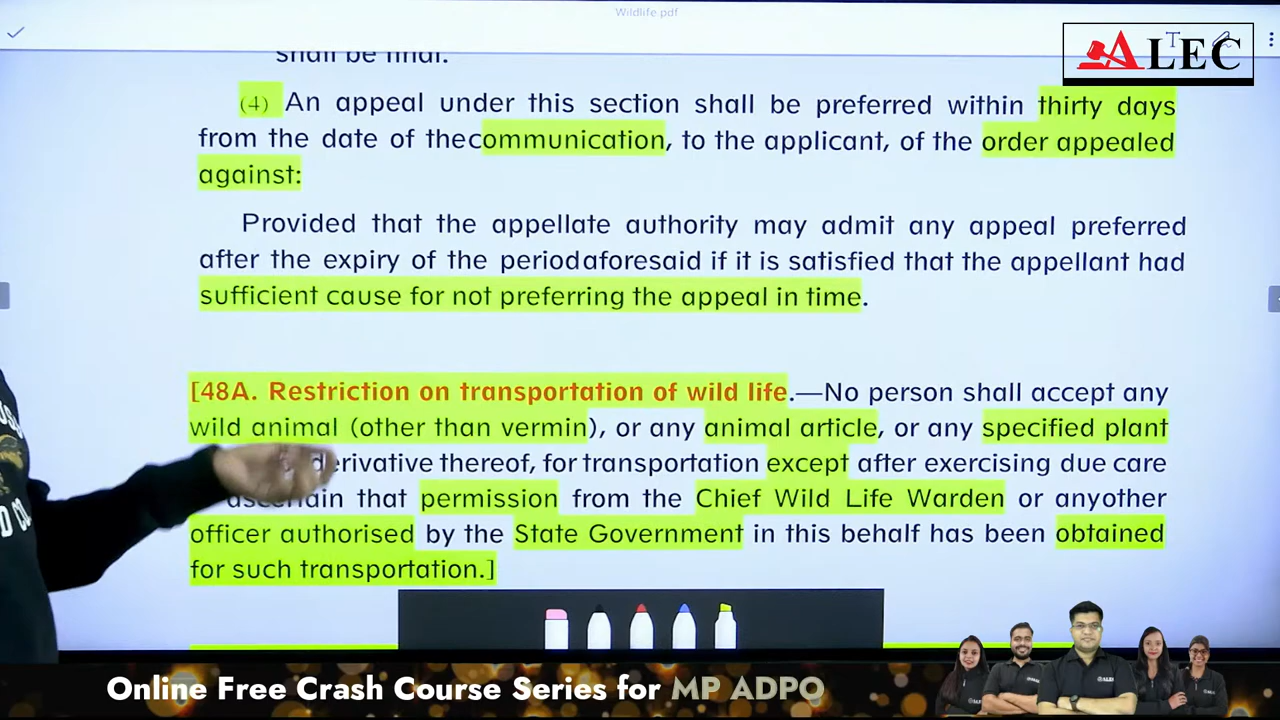 Wildlife.pdf
ALEC
shall be final.
(4) An appeal under this section shall be preferred within thirty days
from the date of thecommunication, to the applicant, of the order appealed
against:
Provided that the appellate authority may admit any appeal preferred
after the expiry of the periodaforesaid if it is satisfied that the appellant had
sufficient cause for not preferring the appeal in time.
[48A. Restriction on transportation of wild life.—No person shall accept any
wild animal (other than vermin), or any animal article, or any specified plant
derivative thereof, for transportation except after exercising due care
ascertain that permission from the Chief Wild Life Warden or anyother
officer authorised by the State Government in this behalf has been obtained
for such transportation.]
Online Free Crash Course Series for MP ADPO